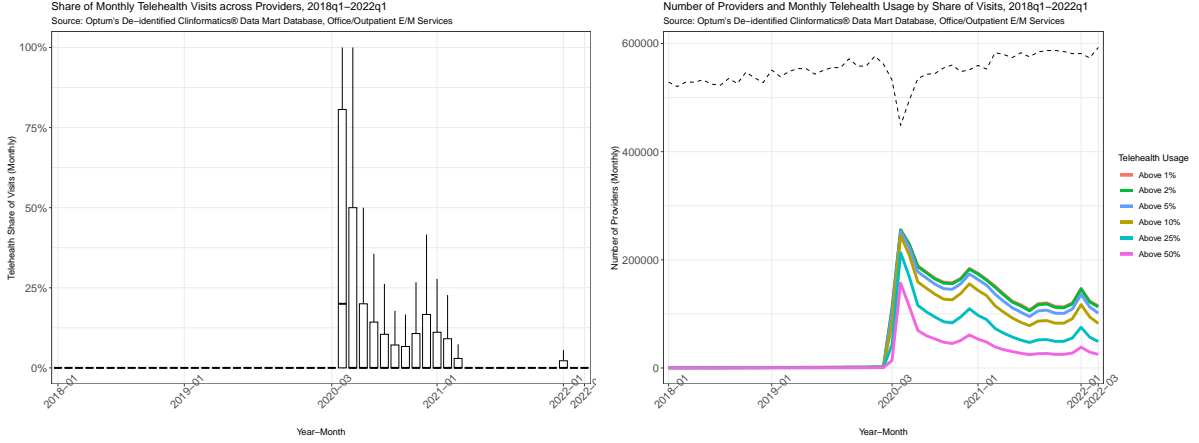 Share of Monthly Telehealth Visits across Providers, 2018q1−2022q1
Source: Optum's De−identified Clinformatics® Data Mart Database, Office/Outpatient E/M Services
100%
75%
50%
25%
0%
Telehealth Share of Visits (Monthly)
2018−01
2019−01
2020−03
2021−01
2022−01
Year−Month
Number of Providers and Monthly Telehealth Usage by Share of Visits, 2018q1−2022q1
Source: Optum's De−identified Clinformatics® Data Mart Database, Office/Outpatient E/M Services
600000
400000
200000
0
Number of Providers (Monthly)
2018−01
2019−01
2020−03
2021−01
2022−01
2022−03
Year−Month
Telehealth Usage
Above 1%
Above 2%
Above 5%
Above 10%
Above 25%
Above 50%